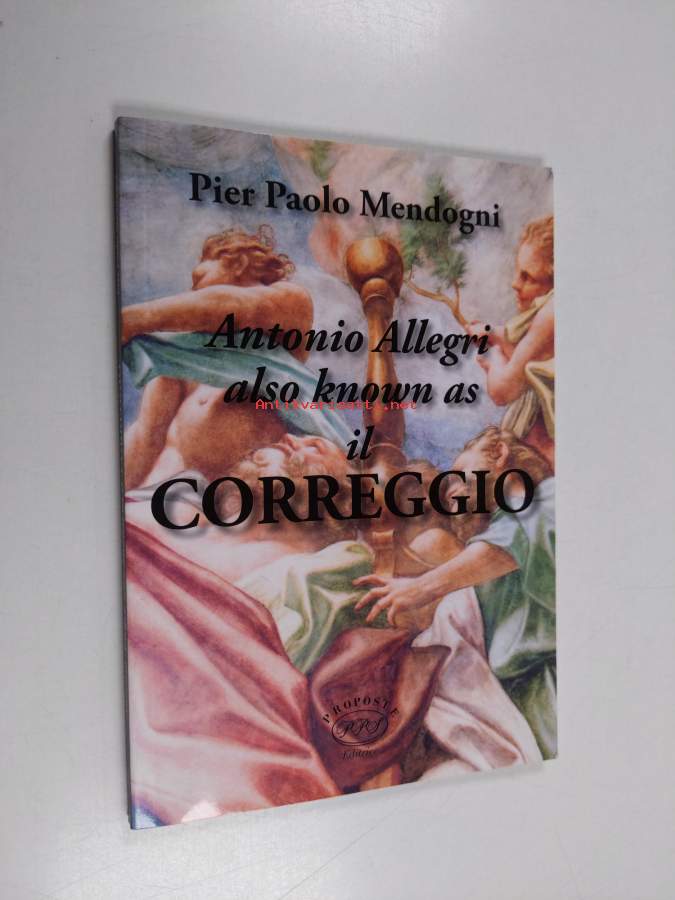 Pier Paolo Mendogni
Antonio Allegri
also known as
Antikvariaatti.net
il
CORREGGIO
PROPOSTE
PPS
Editrice